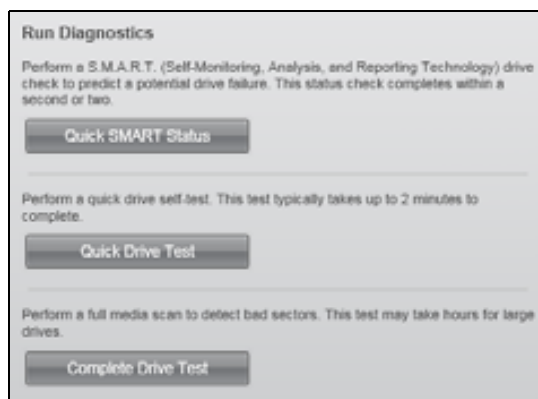 Run Diagnostics
Perform a S.M.A.R.T. (Self-Monitoring, Analysis, and Reporting Technology) drive
check to predict a potential drive failure. This status check completes within a
second or two.
Quick SMART Status
Perform a quick drive self-test. This test typically takes up to 2 minutes to
complete.
Quick Drive Test
Perform a full media scan to detect bad sectors. This test may take hours for large
drives.
Complete Drive Test